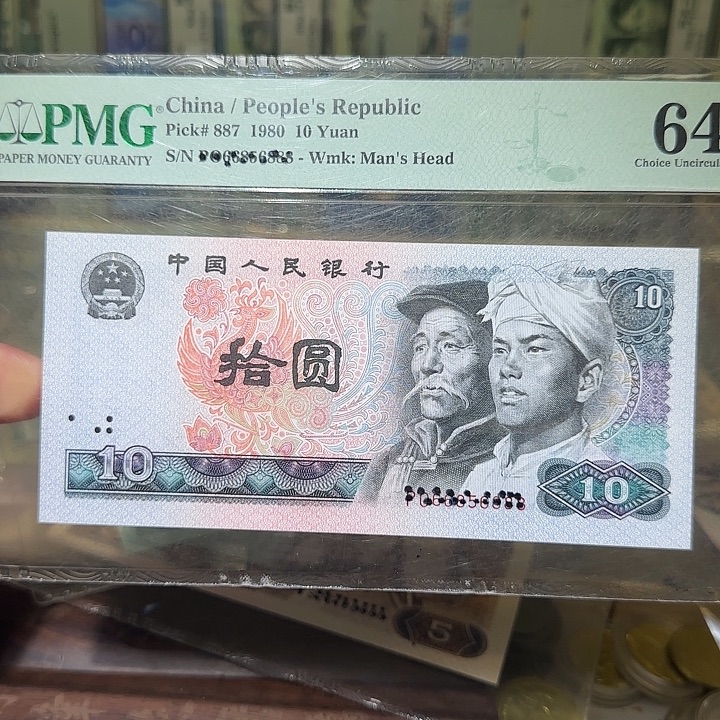 PMG
®
PAPER MONEY GUARANTY
China / People's Republic
Pick# 887 1980 10 Yuan
S/N - Wmk: Man's Head
64
Choice Uncircul
中国人民银行
10
拾圆
10
10
5